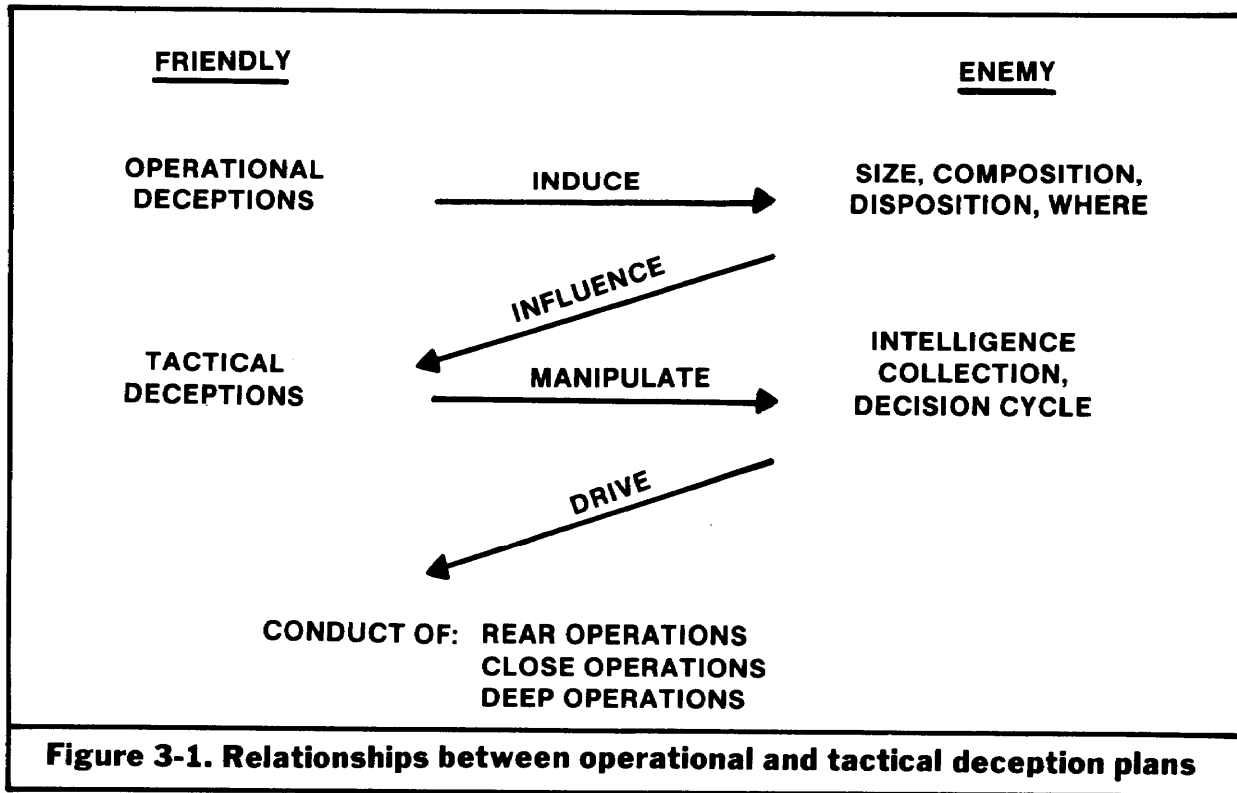 FRIENDLY
ENEMY
OPERATIONAL
DECEPTIONS
INDUCE
SIZE, COMPOSITION,
DISPOSITION, WHERE
INFLUENCE
TACTICAL
DECEPTIONS
MANIPULATE
INTELLIGENCE
COLLECTION,
DECISION CYCLE
DRIVE
CONDUCT OF: REAR OPERATIONS
CLOSE OPERATIONS
DEEP OPERATIONS
Figure 3-1. Relationships between operational and tactical deception plans